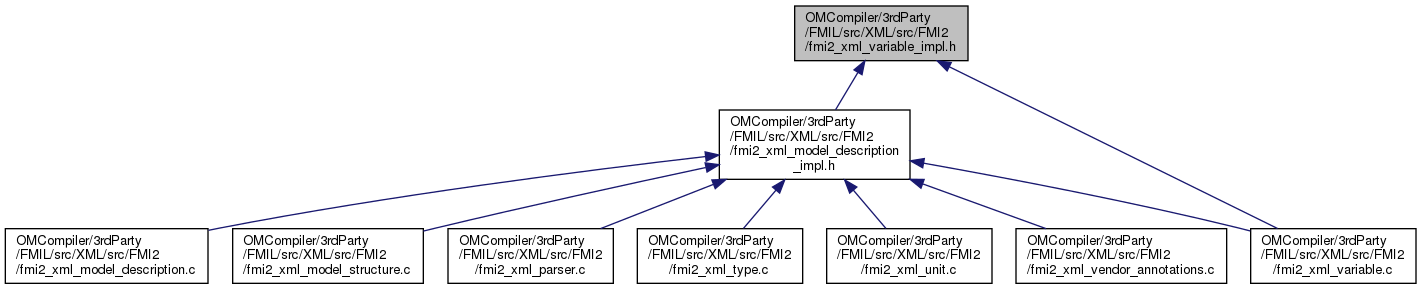 OMCompiler/3rdParty
/FMIL/src/XML/src/FMI2
/fmi2_xml_variable_impl.h
OMCompiler/3rdParty
/FMIL/src/XML/src/FMI2
/fmi2_xml_model_description
_impl.h
OMCompiler/3rdParty
/FMIL/src/XML/src/FMI2
/fmi2_xml_model_description.c
OMCompiler/3rdParty
/FMIL/src/XML/src/FMI2
/fmi2_xml_model_structure.c
OMCompiler/3rdParty
/FMIL/src/XML/src/FMI2
/fmi2_xml_parser.c
OMCompiler/3rdParty
/FMIL/src/XML/src/FMI2
/fmi2_xml_type.c
OMCompiler/3rdParty
/FMIL/src/XML/src/FMI2
/fmi2_xml_unit.c
OMCompiler/3rdParty
/FMIL/src/XML/src/FMI2
/fmi2_xml_vendor_annotations.c
OMCompiler/3rdParty
/FMIL/src/XML/src/FMI2
/fmi2_xml_variable.c